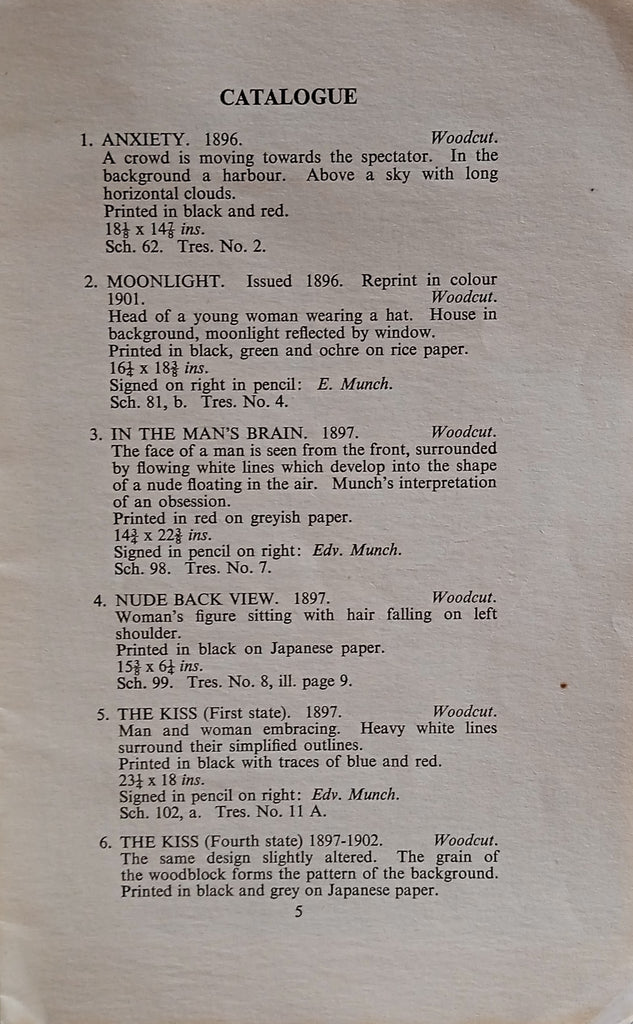 CATALOGUE
1. ANXIETY. 1896. Woodcut.
A crowd is moving towards the spectator. In the
background a harbour. Above a sky with long
horizontal clouds.
Printed in black and red.
18⅛ x 14⅞ ins.
Sch. 62. Tres. No. 2.
2. MOONLIGHT. Issued 1896. Reprint in colour
1901. Woodcut.
Head of a young woman wearing a hat. House in
background, moonlight reflected by window.
Printed in black, green and ochre on rice paper.
16¼ x 18⅜ ins.
Signed on right in pencil: E. Munch.
Sch. 81, b. Tres. No. 4.
3. IN THE MAN'S BRAIN. 1897. Woodcut.
The face of a man is seen from the front, surrounded
by flowing white lines which develop into the shape
of a nude floating in the air. Munch's interpretation
of an obsession.
Printed in red on greyish paper.
14¾ x 22⅜ ins.
Signed in pencil on right: Edv. Munch.
Sch. 98. Tres. No. 7.
4. NUDE BACK VIEW. 1897. Woodcut.
Woman's figure sitting with hair falling on left
shoulder.
Printed in black on Japanese paper.
15⅜ x 6¼ ins.
Sch. 99. Tres. No. 8, ill. page 9.
5. THE KISS (First state). 1897. Woodcut.
Man and woman embracing. Heavy white lines
surround their simplified outlines.
Printed in black with traces of blue and red.
23¼ x 18 ins.
Signed in pencil on right: Edv. Munch.
Sch. 102, a. Tres. No. 11 A.
6. THE KISS (Fourth state) 1897-1902. Woodcut.
The same design slightly altered. The grain of
the woodblock forms the pattern of the background.
Printed in black and grey on Japanese paper.
5